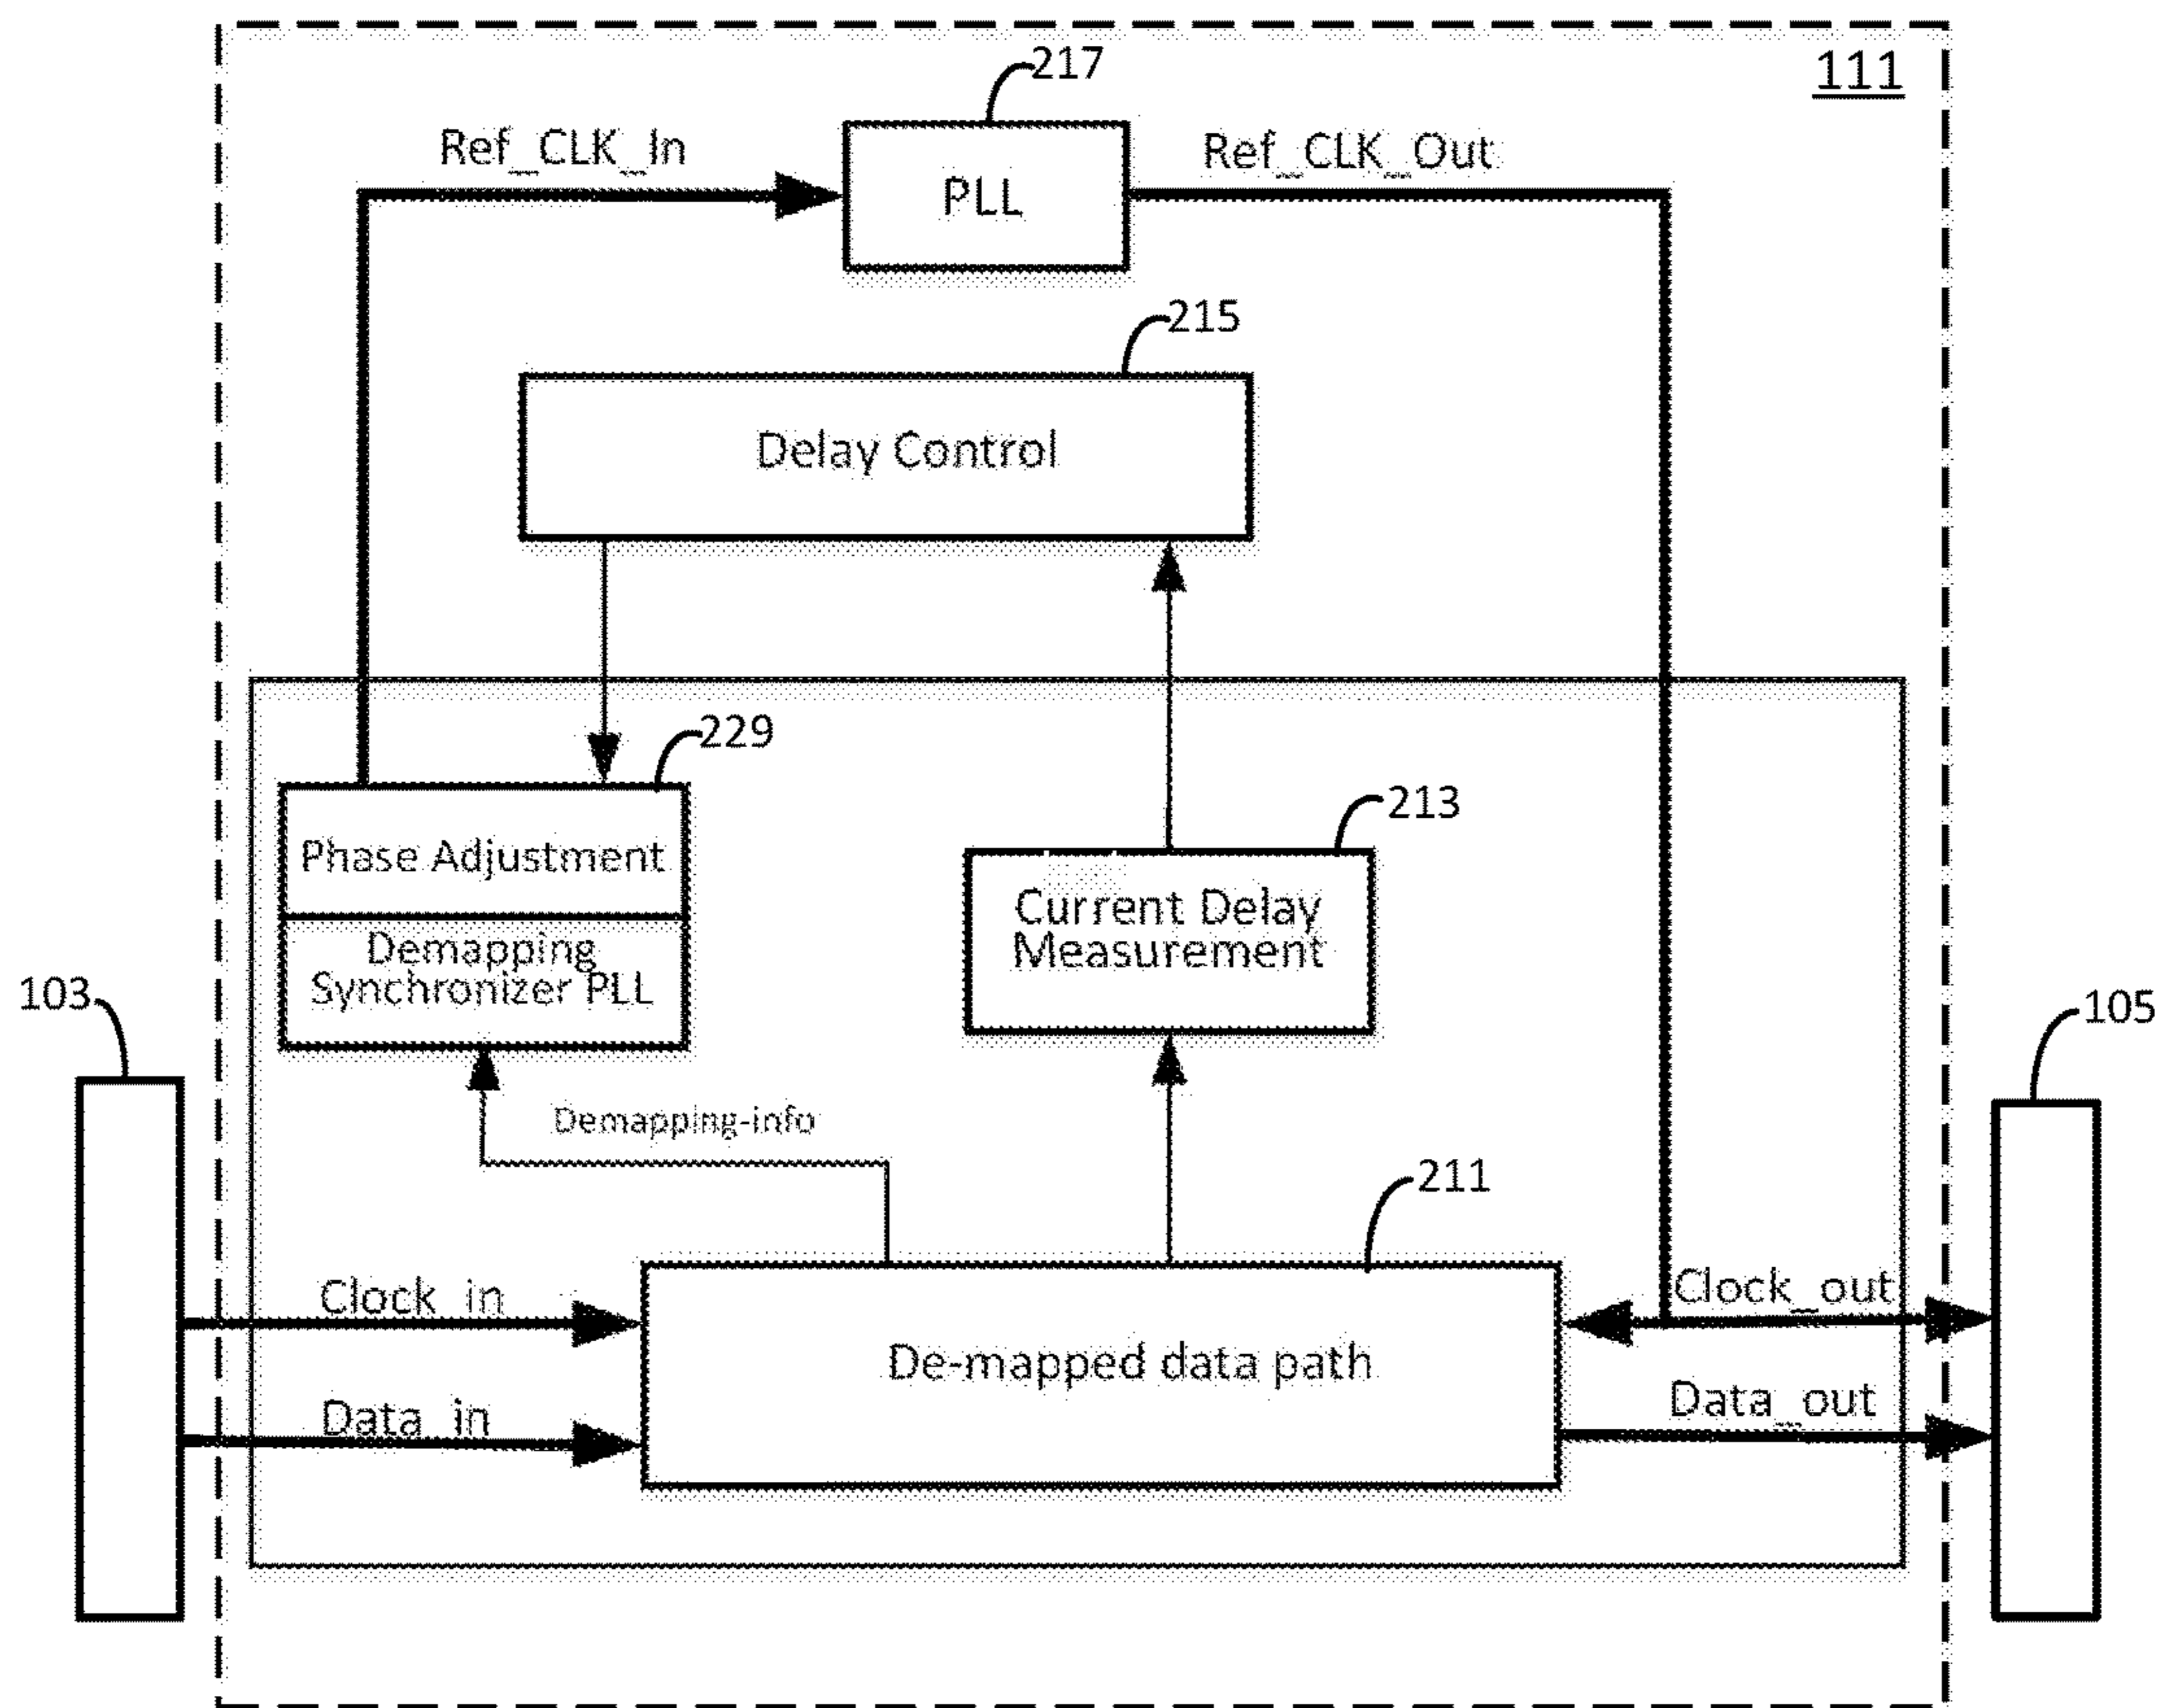 217
111
Ref_CLK_In
PLL
Ref_CLK_Out
215
Delay Control
229
Phase Adjustment
Demapping
Synchronizer PLL
213
Current Delay
Measurement
103
105
Demapping-info
211
Clock_in
Clock_out
De-mapped data path
Data_in
Data_out